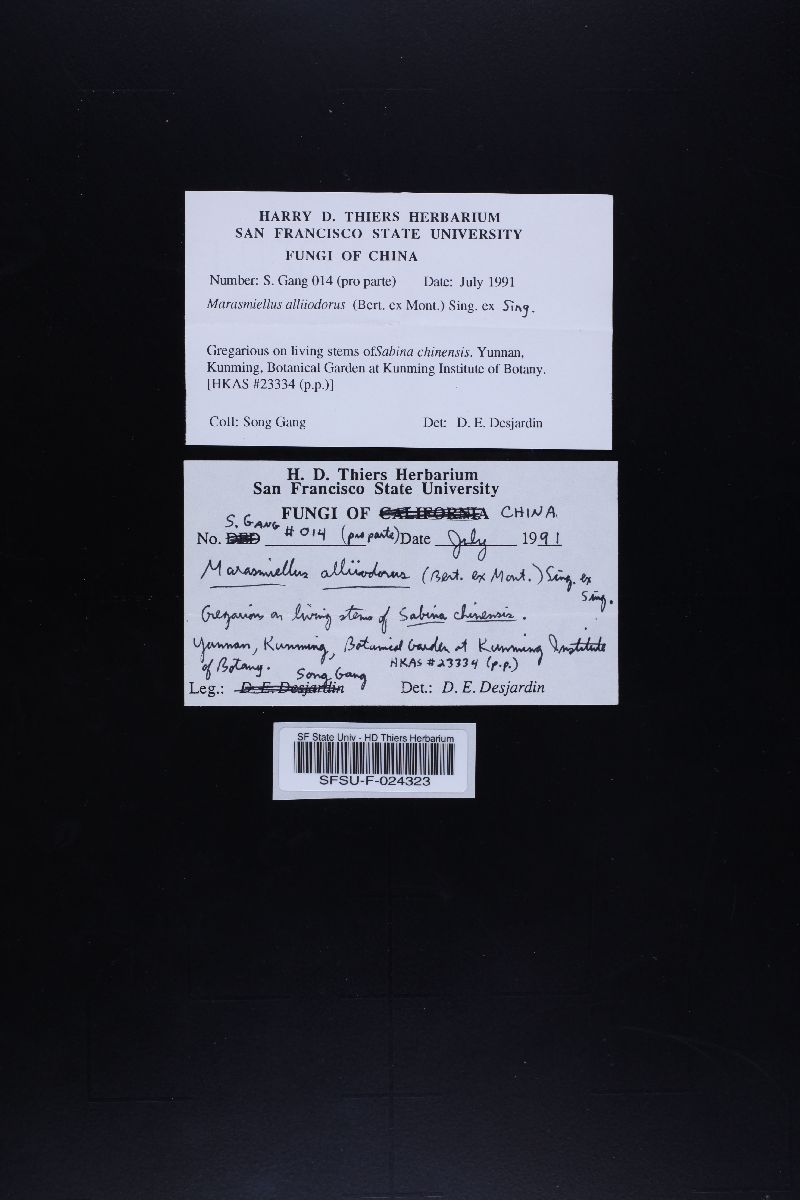 HARRY D. THIERS HERBARIUM
SAN FRANCISCO STATE UNIVERSITY
FUNGI OF CHINA
Number: S. Gang 014 (pro parte) Date: July 1991
Marasmiellus alliiodorus (Bert. ex Mont.) Sing. ex Sing.
Gregarious on living stems ofSabina chinensis. Yunnan,
Kunming, Botanical Garden at Kunming Institute of Botany.
[HKAS #23334 (p.p.)]
Coll: Song Gang Det: D. E. Desjardin
H. D. Thiers Herbarium
San Francisco State University
FUNGI OF CALIFORNIA CHINA.
S. GANG
No. DED # 014 (pro parte) Date July 1991
Marasmiellus alliiodorus (Bert. ex Mont.) Sing. ex
Sing.
Gregarious on living stems of Sabina chinensis.
Yunnan, Kunming, Botanical Garden at Kunming Institute
of Botany. HKAS #23334 (p.p.)
Song Gang
Leg.: D. E. Desjardin Det.: D. E. Desjardin
SF State Univ - HD Thiers Herbarium
SFSU-F-024323